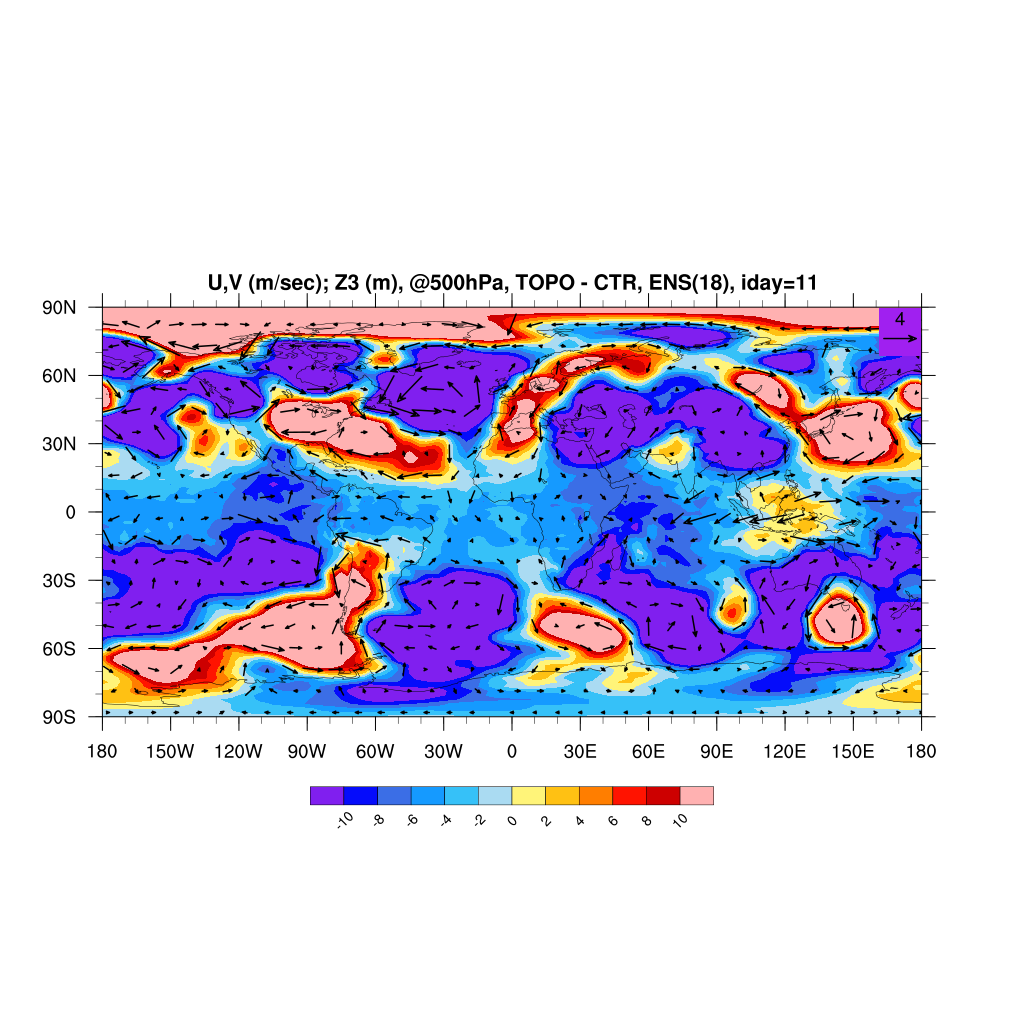 U,V (m/sec); Z3 (m), @500hPa, TOPO - CTR, ENS(18), iday=11
4
90N
60N
30N
0
30S
60S
90S
180 150W 120W 90W 60W 30W 0 30E 60E 90E 120E 150E 180
-10 -8 -6 -4 -2 0 2 4 6 8 10